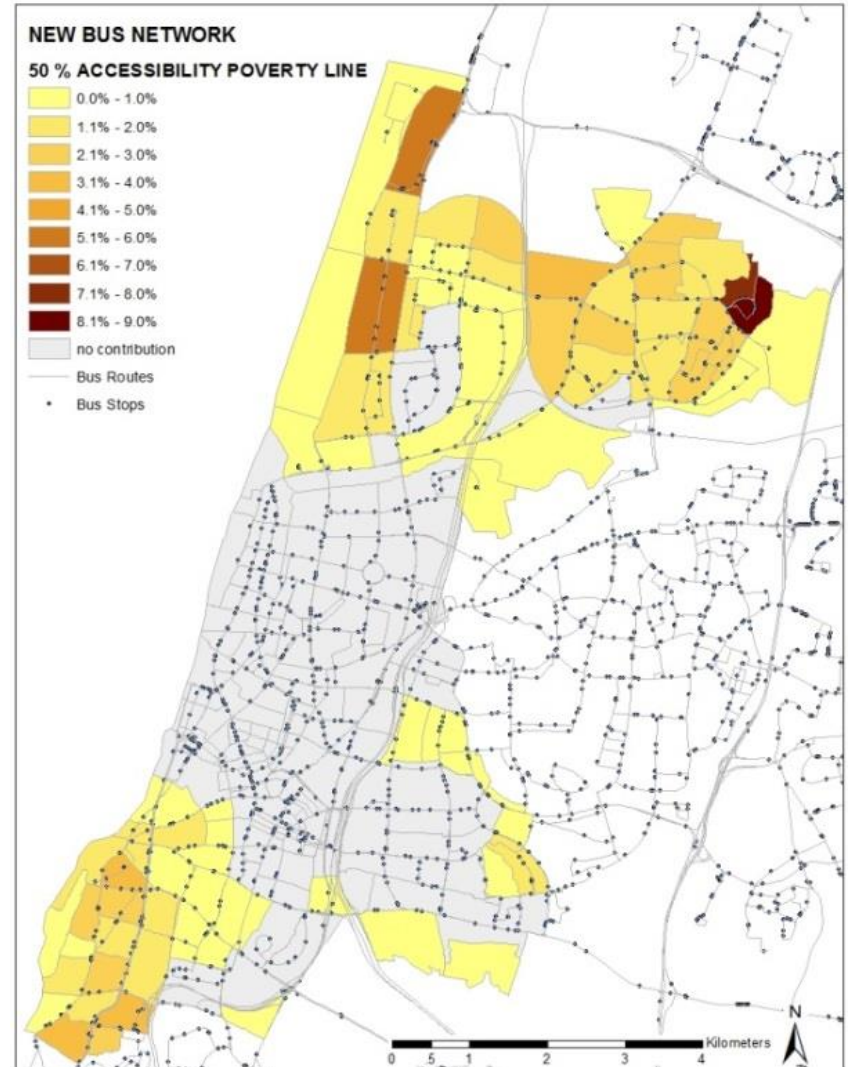 NEW BUS NETWORK
50 % ACCESSIBILITY POVERTY LINE
0.0% - 1.0%
1.1% - 2.0%
2.1% - 3.0%
3.1% - 4.0%
4.1% - 5.0%
5.1% - 6.0%
6.1% - 7.0%
7.1% - 8.0%
8.1% - 9.0%
no contribution
Bus Routes
Bus Stops
N
Kilometers
0 .5 1 2 3 4